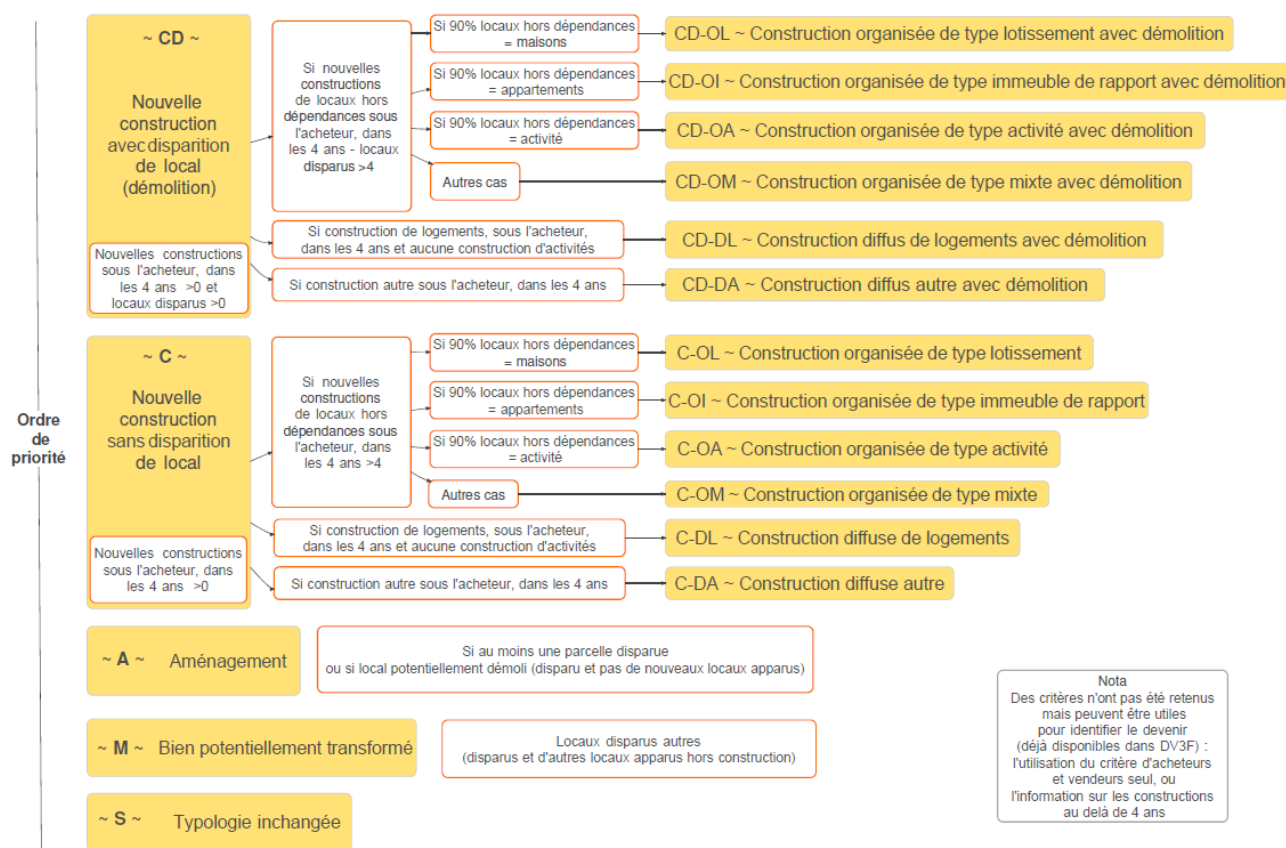 Ordre
de
priorité
~ CD ~
Nouvelle
construction
avec disparition
de local
(démolition)
Nouvelles constructions
sous l'acheteur, dans
les 4 ans >0 et
locaux disparus >0
Si nouvelles
constructions
de locaux hors
dépendances sous
l'acheteur, dans
les 4 ans - locaux
disparus >4
Si 90% locaux hors dépendances
= maisons
CD-OL ~ Construction organisée de type lotissement avec démolition
Si 90% locaux hors dépendances
= appartements
CD-OI ~ Construction organisée de type immeuble de rapport avec démolition
Si 90% locaux hors dépendances
= activité
CD-OA ~ Construction organisée de type activité avec démolition
Autres cas
CD-OM ~ Construction organisée de type mixte avec démolition
Si construction de logements, sous l'acheteur,
dans les 4 ans et aucune construction d'activités
CD-DL ~ Construction diffus de logements avec démolition
Si construction autre sous l'acheteur, dans les 4 ans
CD-DA ~ Construction diffus autre avec démolition
~ C ~
Nouvelle
construction
sans disparition
de local
Nouvelles constructions
sous l'acheteur, dans
les 4 ans >0
Si nouvelles
constructions
de locaux hors
dépendances sous
l'acheteur, dans
les 4 ans >4
Si 90% locaux hors dépendances
= maisons
C-OL ~ Construction organisée de type lotissement
Si 90% locaux hors dépendances
= appartements
C-OI ~ Construction organisée de type immeuble de rapport
Si 90% locaux hors dépendances
= activité
C-OA ~ Construction organisée de type activité
Autres cas
C-OM ~ Construction organisée de type mixte
Si construction de logements, sous l'acheteur,
dans les 4 ans et aucune construction d'activités
C-DL ~ Construction diffuse de logements
Si construction autre sous l'acheteur, dans les 4 ans
C-DA ~ Construction diffuse autre
~ A ~ Aménagement
Si au moins une parcelle disparue
ou si local potentiellement démoli (disparu et pas de nouveaux locaux apparus)
~ M ~ Bien potentiellement transformé
Locaux disparus autres
(disparus et d'autres locaux apparus hors construction)
~ S ~ Typologie inchangée
Nota
Des critères n'ont pas été retenus
mais peuvent être utiles
pour identifier le devenir
(déjà disponibles dans DV3F) :
l'utilisation du critère d'acheteurs
et vendeurs seul, ou
l'information sur les constructions
au delà de 4 ans